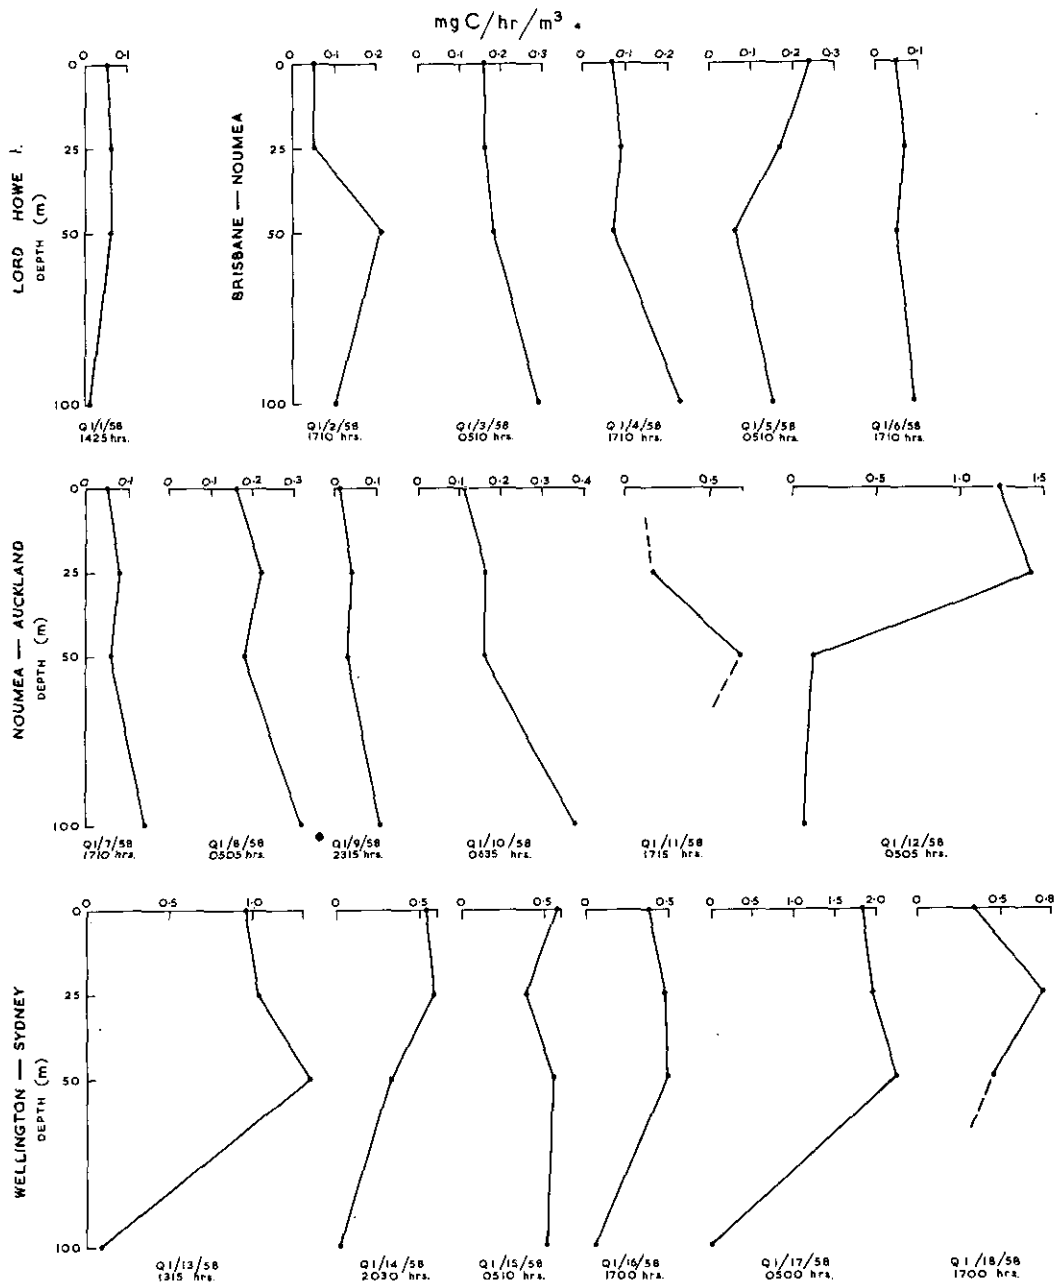 mg C/hr/m³
LORD HOWE I.
DEPTH (m)
0 0·1
0
25
50
100
Q1/1/58
1425 hrs.
BRISBANE — NOUMEA
0 0·1 0·2
0
25
50
100
Q1/2/58
1710 hrs.
0 0·1 0·2 0·3
Q1/3/58
0510 hrs.
0 0·1 0·2
Q1/4/58
1710 hrs.
0 0·1 0·2 0·3
Q1/5/58
0510 hrs.
0 0·1
Q1/6/58
1710 hrs.
NOUMEA — AUCKLAND
DEPTH (m)
0 0·1
0
25
50
100
Q1/7/58
1710 hrs.
0 0·1 0·2 0·3
Q1/8/58
0505 hrs.
0 0·1
Q1/9/58
2315 hrs.
0 0·1 0·2 0·3 0·4
Q1/10/58
0635 hrs.
0 0·5
Q1/11/58
1715 hrs.
0 0·5 1·0 1·5
Q1/12/58
0505 hrs.
WELLINGTON — SYDNEY
DEPTH (m)
0 0·5 1·0
0
25
50
100
Q1/13/58
1315 hrs.
0 0·5
Q1/14/58
2030 hrs.
0 0·5
Q1/15/58
0510 hrs.
0 0·5
Q1/16/58
1700 hrs.
0 0·5 1·0 1·5 2·0
Q1/17/58
0500 hrs.
0 0·5 0·8
Q1/18/58
1700 hrs.